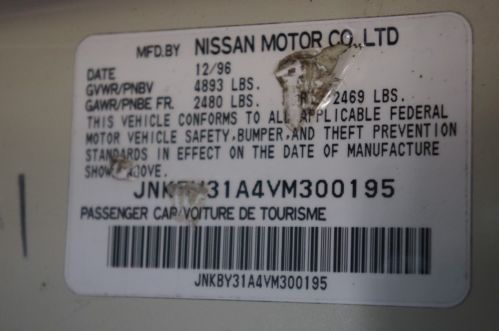 MFD.BY NISSAN MOTOR CO.,LTD
DATE 12/96
GVWR/PNBV 4893 LBS.
GAWR/PNBE FR. 2480 LBS. 2469 LBS.
THIS VEHICLE CONFORMS TO ALL APPLICABLE FEDERAL
MOTOR VEHICLE SAFETY,BUMPER,AND THEFT PREVENTION
STANDARDS IN EFFECT ON THE DATE OF MANUFACTURE
SHOWN ABOVE.
JNKBY31A4VM300195
PASSENGER CAR/VOITURE DE TOURISME
JNKBY31A4VM300195